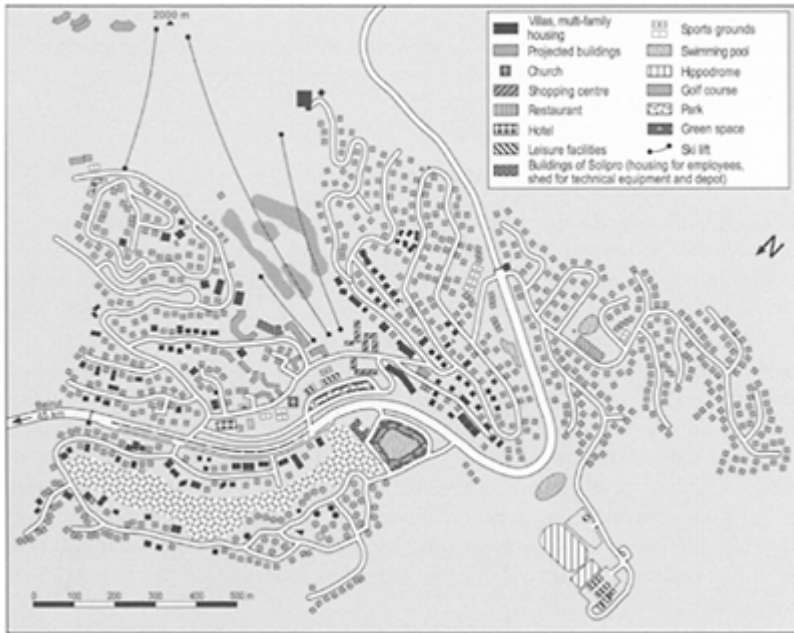 2000 m
Villas, multi-family
housing
Projected buildings
Church
Shopping centre
Restaurant
Hotel
Leisure facilities
Buildings of Solipro (housing for employees,
shed for technical equipment and depot)
Sports grounds
Swimming pool
Hippodrome
Golf course
Park
Green space
Ski lift
N
Beirut
0 100 200 300 400 500 m